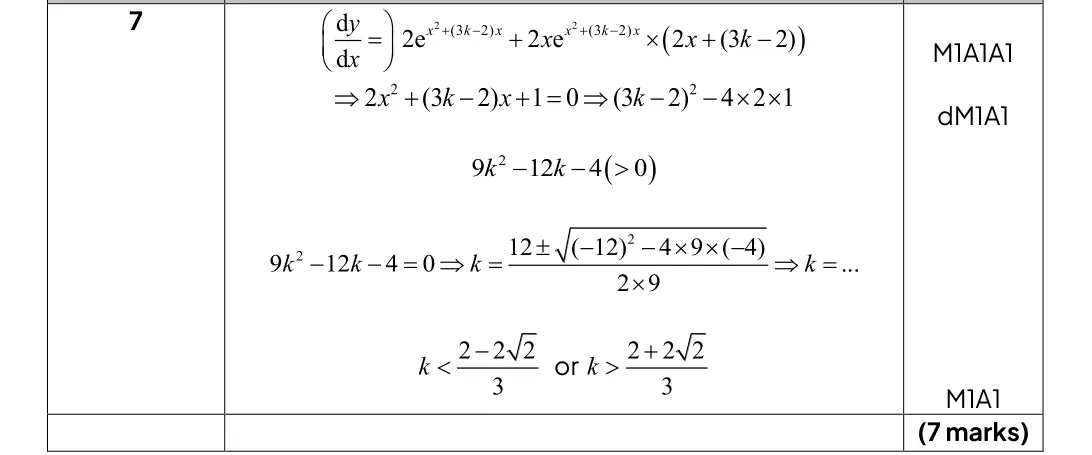 7
(dy/dx =) 2e^(x²+(3k−2)x) + 2xe^(x²+(3k−2)x) × (2x + (3k − 2))
M1A1A1
⇒ 2x² + (3k − 2)x + 1 = 0 ⇒ (3k − 2)² − 4 × 2 × 1
dM1A1
9k² − 12k − 4(> 0)
9k² − 12k − 4 = 0 ⇒ k = (12 ± √((−12)² − 4 × 9 × (−4)))/(2 × 9) ⇒ k = ...
k < (2 − 2√2)/3 or k > (2 + 2√2)/3
M1A1
(7 marks)